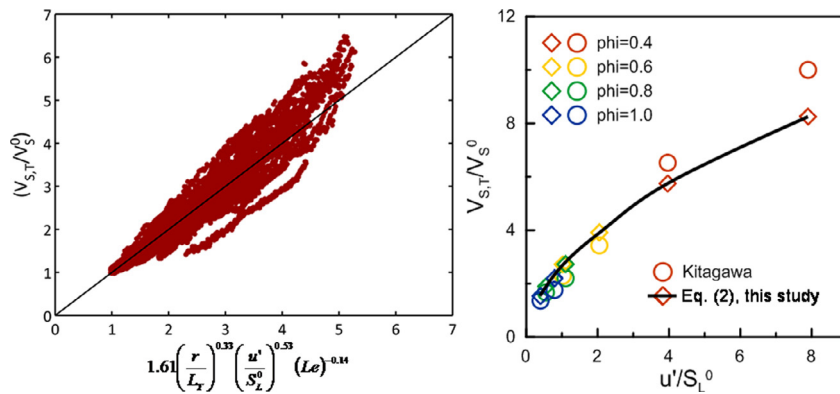 (V_{S,T}/V_S^0)
7
6
5
4
3
2
1
0
0 1 2 3 4 5 6 7
1.61(r/L_T)^{0.33} (u'/S_L^0)^{0.53} (Le)^{-0.14}
V_{S,T}/V_S^0
12
8
4
0
phi=0.4
phi=0.6
phi=0.8
phi=1.0
Kitagawa
Eq. (2), this study
0 2 4 6 8
u'/S_L^0